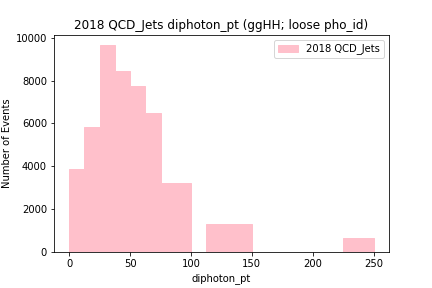 2018 QCD_Jets diphoton_pt (ggHH; loose pho_id)
2018 QCD_Jets
Number of Events
10000
8000
6000
4000
2000
0
0 50 100 150 200 250
diphoton_pt